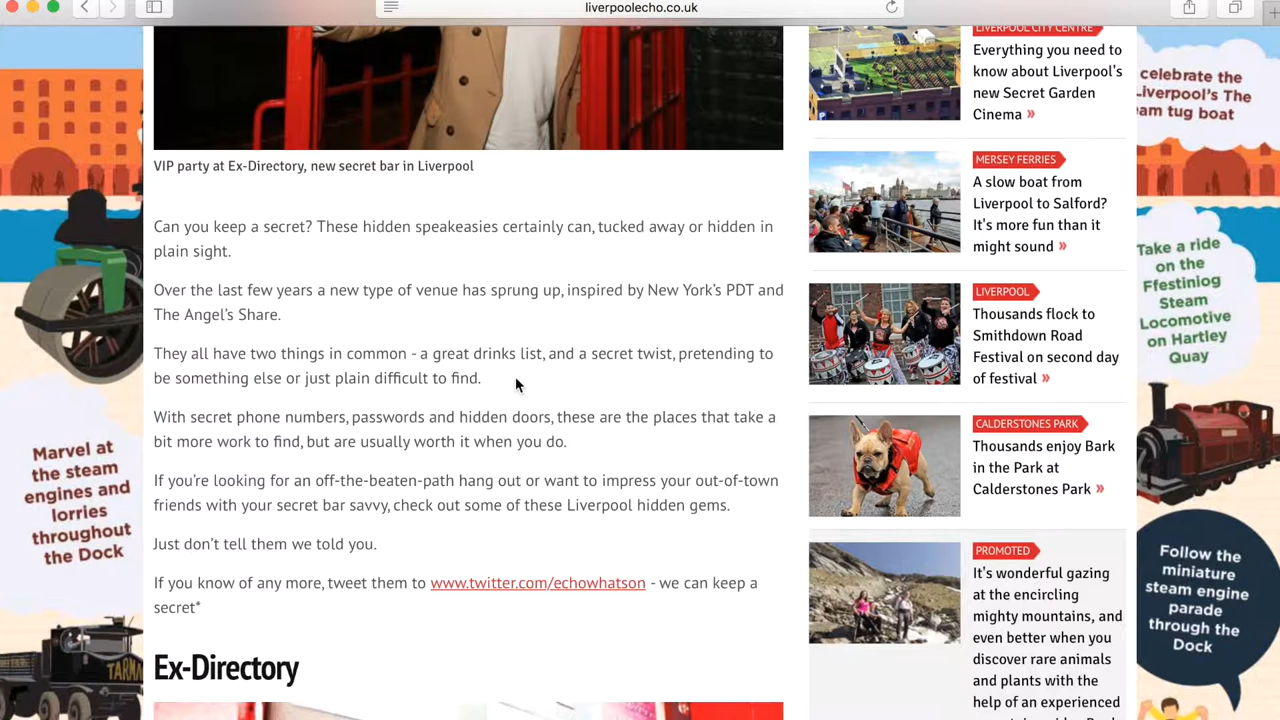 liverpoolecho.co.uk
VIP party at Ex-Directory, new secret bar in Liverpool
Can you keep a secret? These hidden speakeasies certainly can, tucked away or hidden in
plain sight.
Over the last few years a new type of venue has sprung up, inspired by New York's PDT and
The Angel's Share.
They all have two things in common - a great drinks list, and a secret twist, pretending to
be something else or just plain difficult to find.
With secret phone numbers, passwords and hidden doors, these are the places that take a
bit more work to find, but are usually worth it when you do.
If you're looking for an off-the-beaten-path hang out or want to impress your out-of-town
friends with your secret bar savvy, check out some of these Liverpool hidden gems.
Just don't tell them we told you.
If you know of any more, tweet them to www.twitter.com/echowhatson - we can keep a
secret*
Ex-Directory
LIVERPOOL CITY CENTRE
Everything you need to
know about Liverpool's
new Secret Garden
Cinema »
MERSEY FERRIES
A slow boat from
Liverpool to Salford?
It's more fun than it
might sound »
LIVERPOOL
Thousands flock to
Smithdown Road
Festival on second day
of festival »
CALDERSTONES PARK
Thousands enjoy Bark
in the Park at
Calderstones Park »
PROMOTED
It's wonderful gazing
at the encircling
mighty mountains, and
even better when you
discover rare animals
and plants with the
help of an experienced
Marvel at
the steam
engines and
lorries
throughout
the Dock
TARM
celebrate the
Liverpool's The
am tug boat
Take a ride
on the
Ffestiniog
Steam
Locomotive
on Hartley
Quay
Follow the
miniature
steam engine
parade
through the
Dock